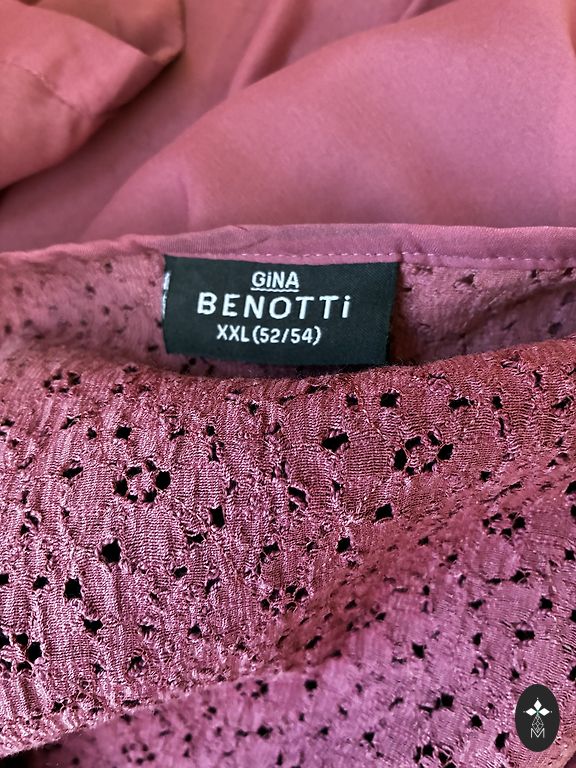 GiNA
BENOTTi
XXL (52/54)
M